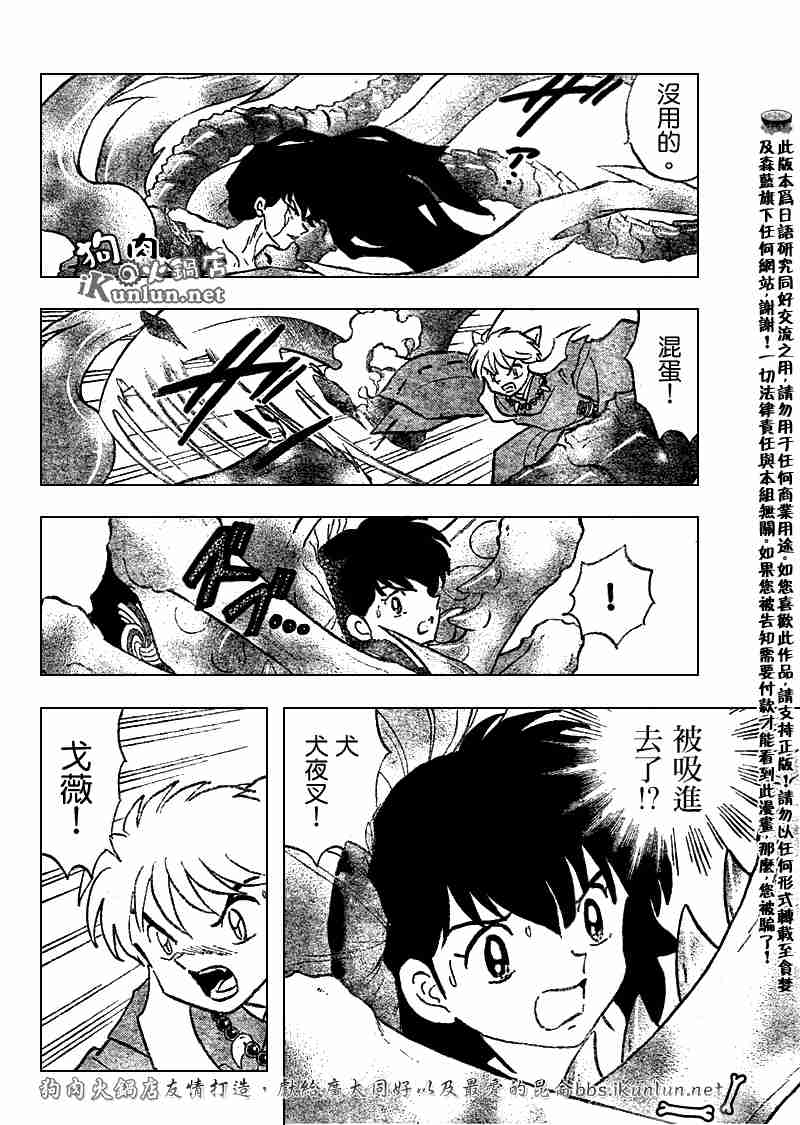 沒用的。
狗肉
火鍋店
iKunlun.net
混蛋！
ズ
ズ…
！
被吸進
去了!?
犬
犬夜叉！
戈薇！
此版本爲日語研究同好交流之用，請勿用于任何商業用途。如您喜歡此作品，請支持正版！請勿以任何形式轉載至貪婪
及森藍旗下任何網站，謝謝！一切法律責任與本組無關。如果您被告知需要付款才能看到此漫畫，那麽，您被騙了！
狗肉火鍋店友情打造，獻給廣大同好以及最愛的昆侖bbs.ikunlun.net